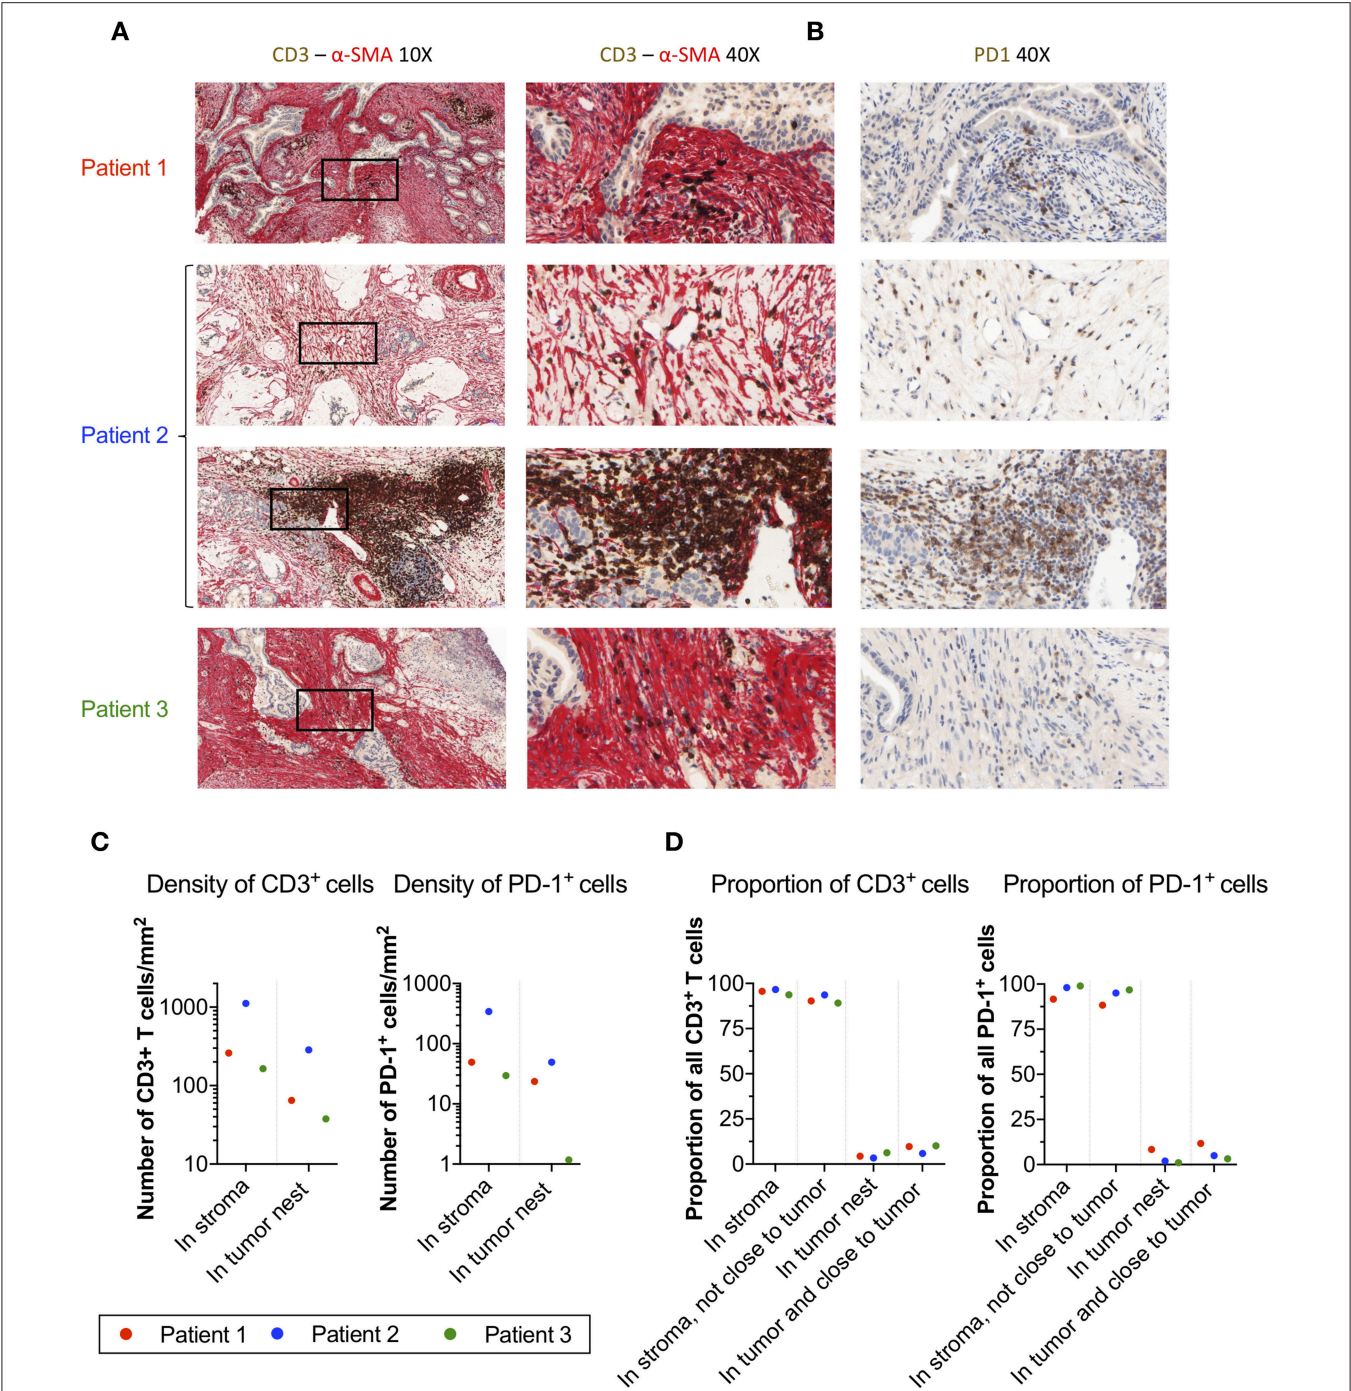 A
B
CD3 – α-SMA 10X
CD3 – α-SMA 40X
PD1 40X
Patient 1
Patient 2
Patient 3
C
D
Density of CD3+ cells
Density of PD-1+ cells
Proportion of CD3+ cells
Proportion of PD-1+ cells
Number of CD3+ T cells/mm2
1000
100
10
In stroma
In tumor nest
Number of PD-1+ cells/mm2
1000
100
10
1
In stroma
In tumor nest
Proportion of all CD3+ T cells
100
75
50
25
0
In stroma
In stroma, not close to tumor
In tumor nest
In tumor and close to tumor
Proportion of all PD-1+ cells
100
75
50
25
0
In stroma
In stroma, not close to tumor
In tumor nest
In tumor and close to tumor
Patient 1
Patient 2
Patient 3